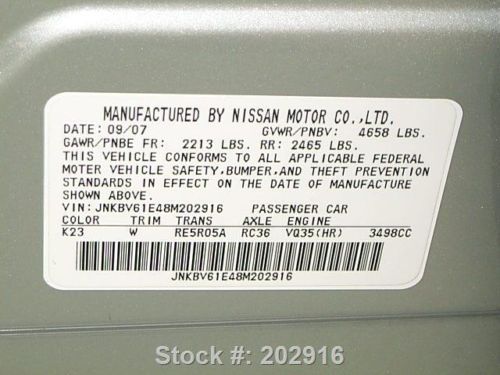 MANUFACTURED BY NISSAN MOTOR CO.,LTD.
DATE: 09/07 GVWR/PNBV: 4658 LBS.
GAWR/PNBE FR: 2213 LBS. RR: 2465 LBS.
THIS VEHICLE CONFORMS TO ALL APPLICABLE FEDERAL
MOTOR VEHICLE SAFETY,BUMPER,AND THEFT PREVENTION
STANDARDS IN EFFECT ON THE DATE OF MANUFACTURE
SHOWN ABOVE.
VIN: JNKBV61E48M202916 PASSENGER CAR
COLOR TRIM TRANS AXLE ENGINE
K23 W RE5R05A RC36 VQ35(HR) 3498CC
JNKBV61E48M202916
Stock #: 202916